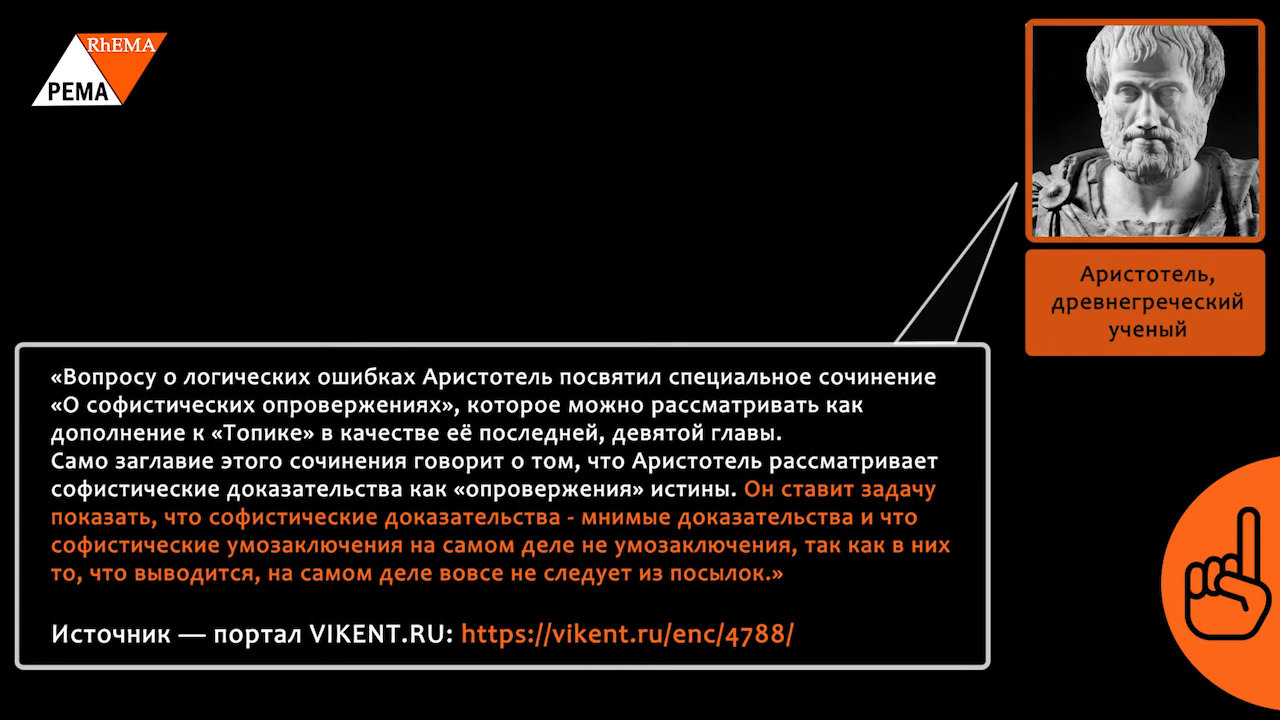 RhEMA
РЕМА
Аристотель,
древнегреческий
ученый
«Вопросу о логических ошибках Аристотель посвятил специальное сочинение
«О софистических опровержениях», которое можно рассматривать как
дополнение к «Топике» в качестве её последней, девятой главы.
Само заглавие этого сочинения говорит о том, что Аристотель рассматривает
софистические доказательства как «опровержения» истины. Он ставит задачу
показать, что софистические доказательства - мнимые доказательства и что
софистические умозаключения на самом деле не умозаключения, так как в них
то, что выводится, на самом деле вовсе не следует из посылок.»
Источник — портал VIKENT.RU: https://vikent.ru/enc/4788/